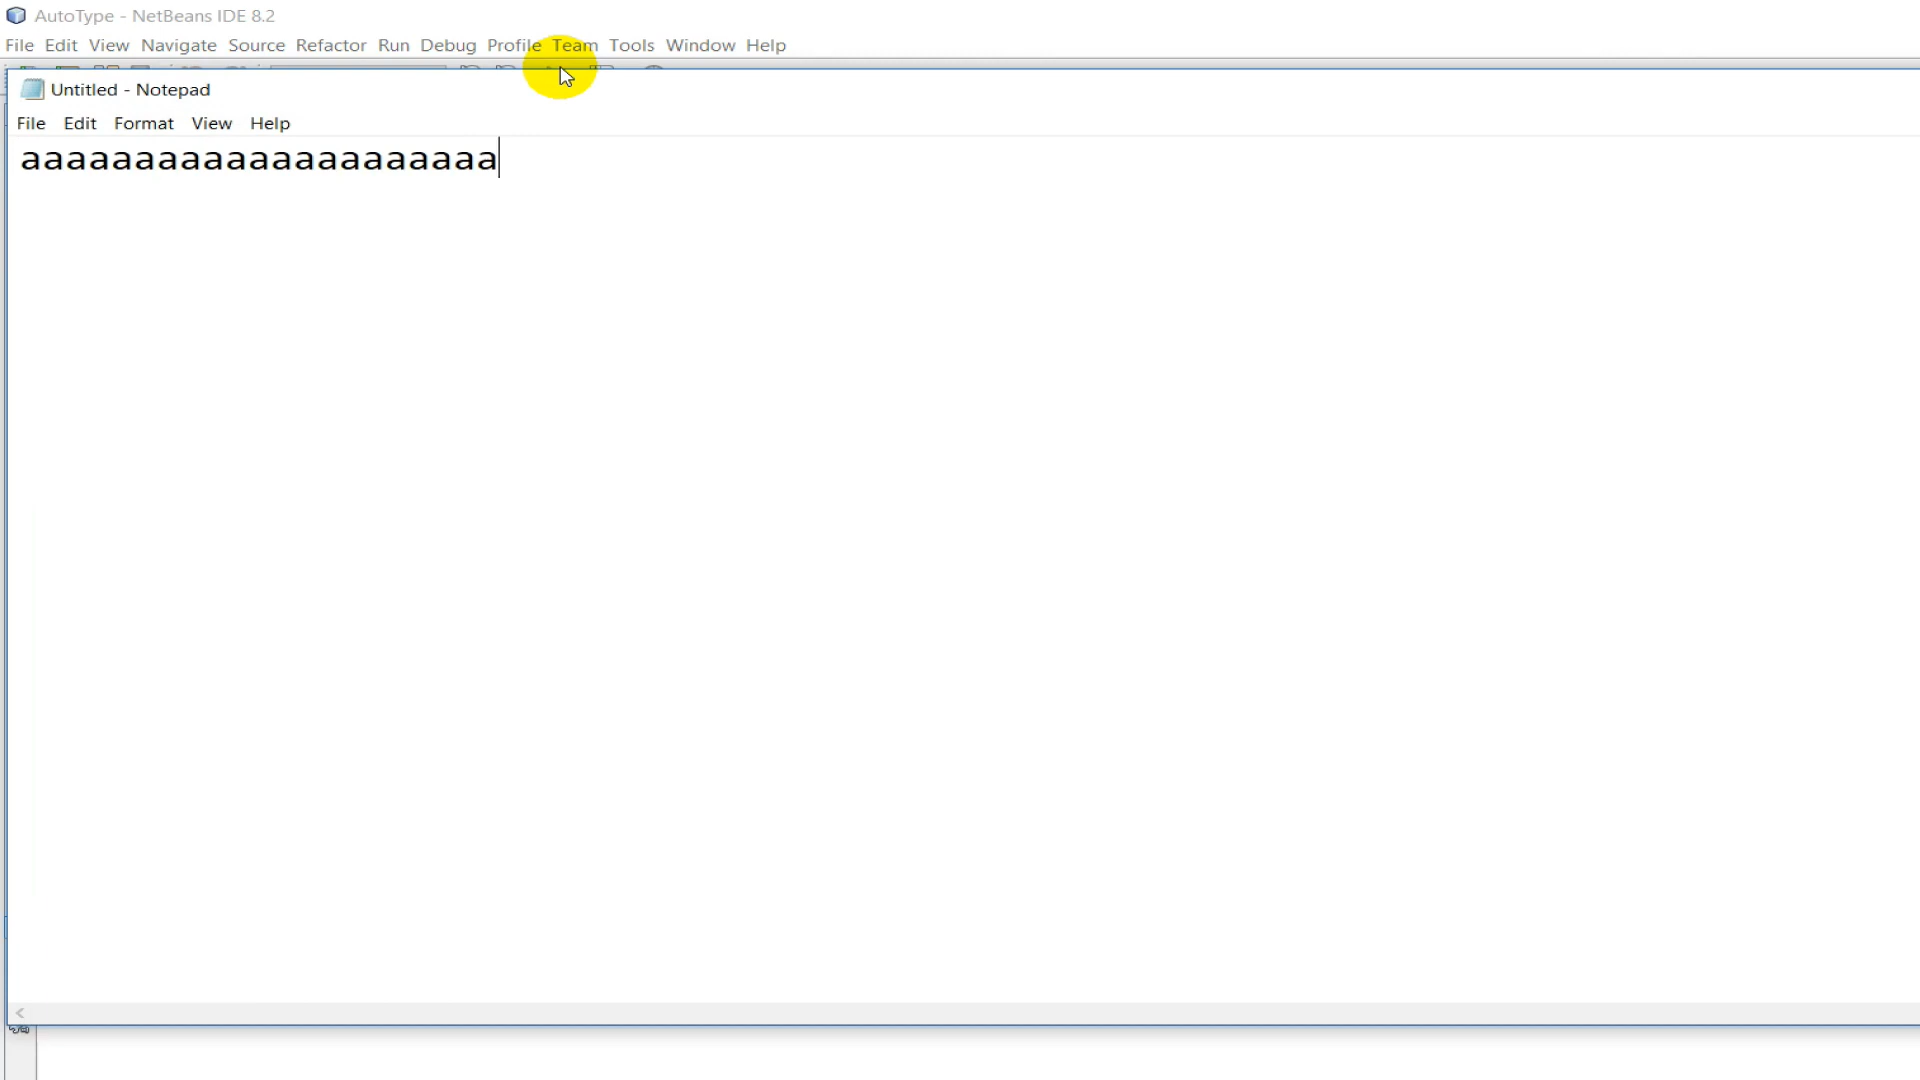 AutoType - NetBeans IDE 8.2
File Edit View Navigate Source Refactor Run Debug Profile Team Tools Window Help
Untitled - Notepad
File Edit Format View Help
aaaaaaaaaaaaaaaaaaaaa